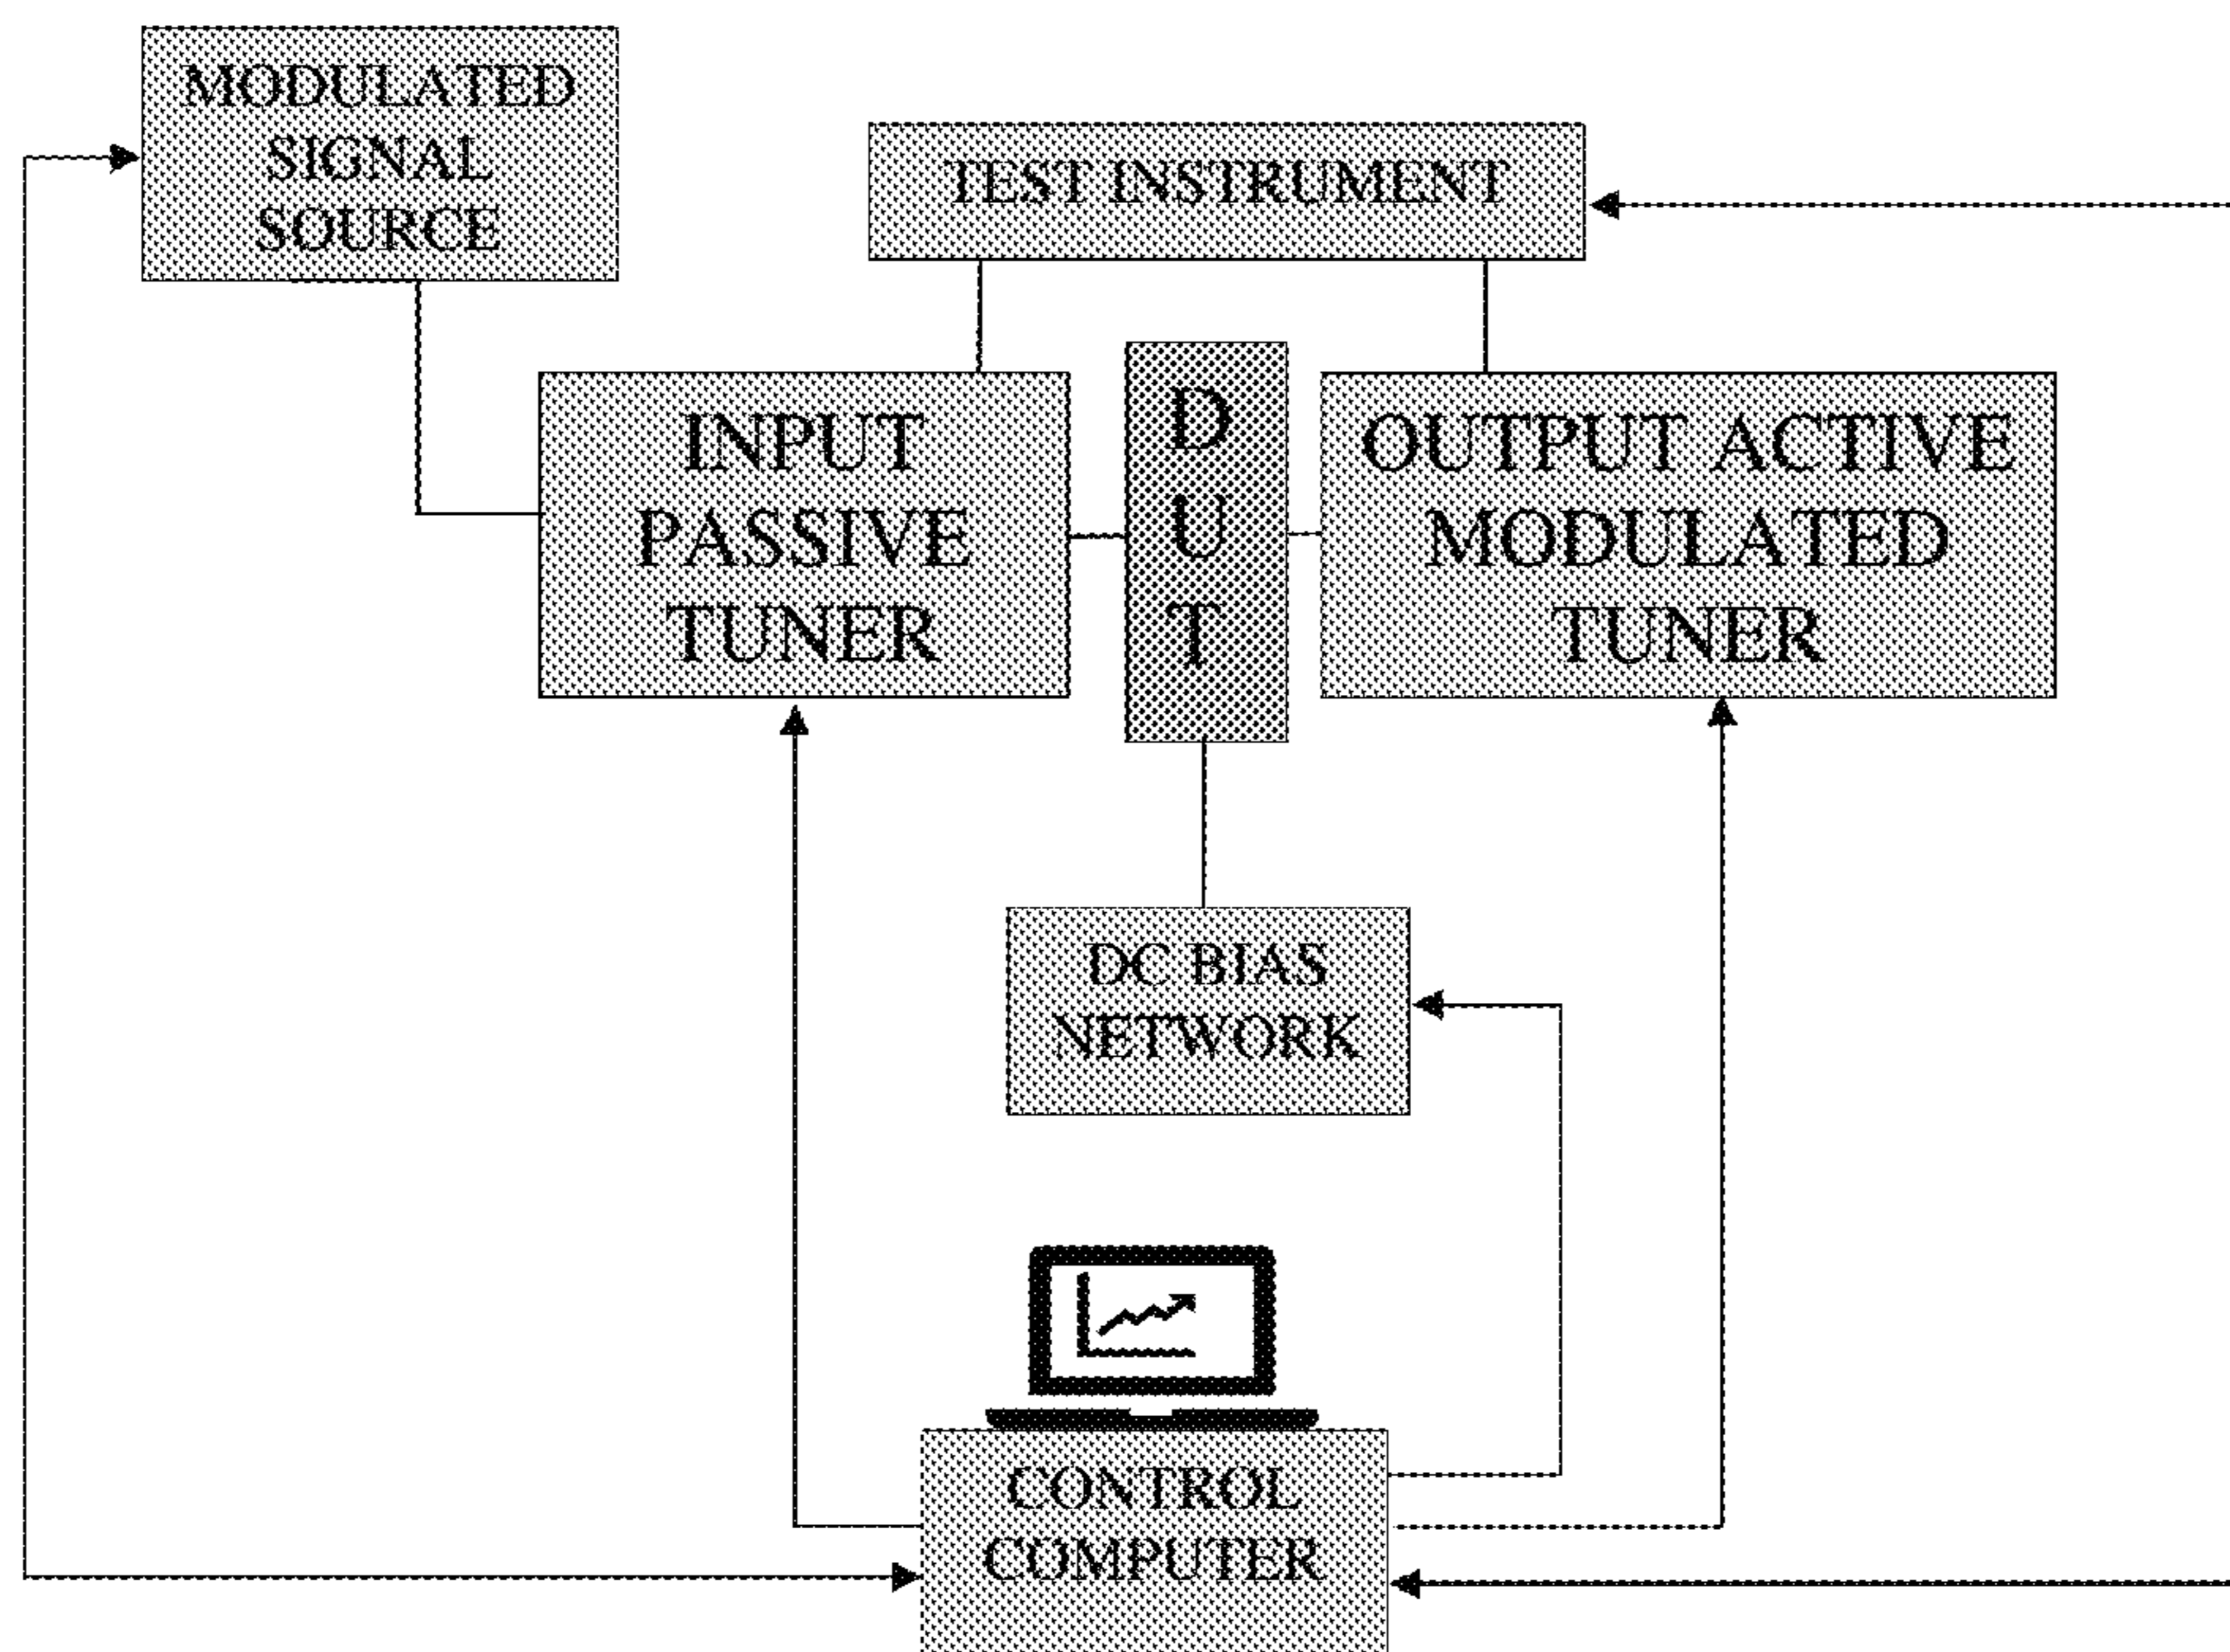 MODULATED
SIGNAL
SOURCE
TEST INSTRUMENT
INPUT
PASSIVE
TUNER
D
U
T
OUTPUT ACTIVE
MODULATED
TUNER
DC BIAS
NETWORK
CONTROL
COMPUTER